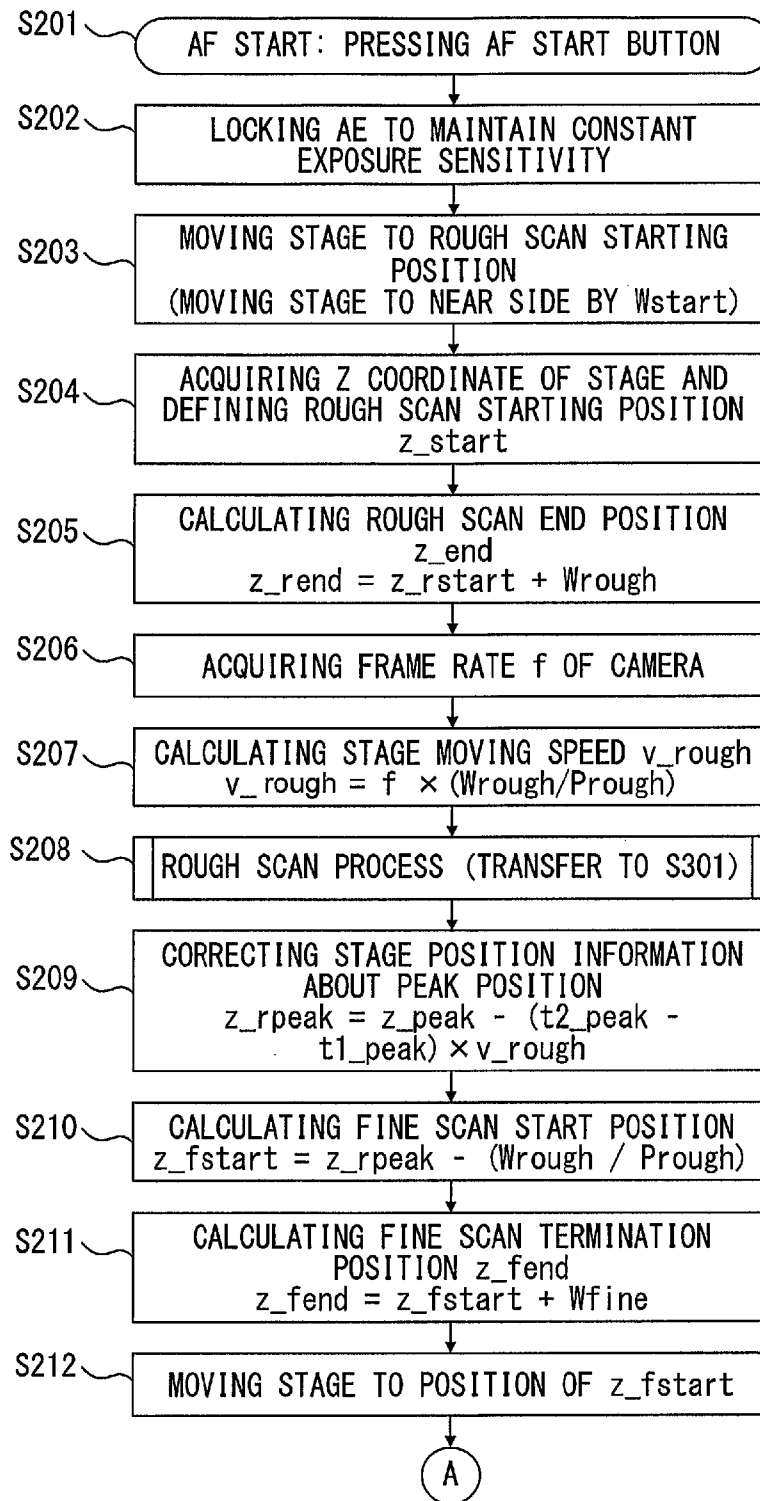 S201
AF START: PRESSING AF START BUTTON
S202
LOCKING AE TO MAINTAIN CONSTANT
EXPOSURE SENSITIVITY
S203
MOVING STAGE TO ROUGH SCAN STARTING
POSITION
(MOVING STAGE TO NEAR SIDE BY Wstart)
S204
ACQUIRING Z COORDINATE OF STAGE AND
DEFINING ROUGH SCAN STARTING POSITION
z_start
S205
CALCULATING ROUGH SCAN END POSITION
z_end
z_rend = z_rstart + Wrough
S206
ACQUIRING FRAME RATE f OF CAMERA
S207
CALCULATING STAGE MOVING SPEED v_rough
v_rough = f × (Wrough/Prough)
S208
ROUGH SCAN PROCESS (TRANSFER TO S301)
S209
CORRECTING STAGE POSITION INFORMATION
ABOUT PEAK POSITION
z_rpeak = z_peak - (t2_peak -
t1_peak) × v_rough
S210
CALCULATING FINE SCAN START POSITION
z_fstart = z_rpeak - (Wrough / Prough)
S211
CALCULATING FINE SCAN TERMINATION
POSITION z_fend
z_fend = z_fstart + Wfine
S212
MOVING STAGE TO POSITION OF z_fstart
A